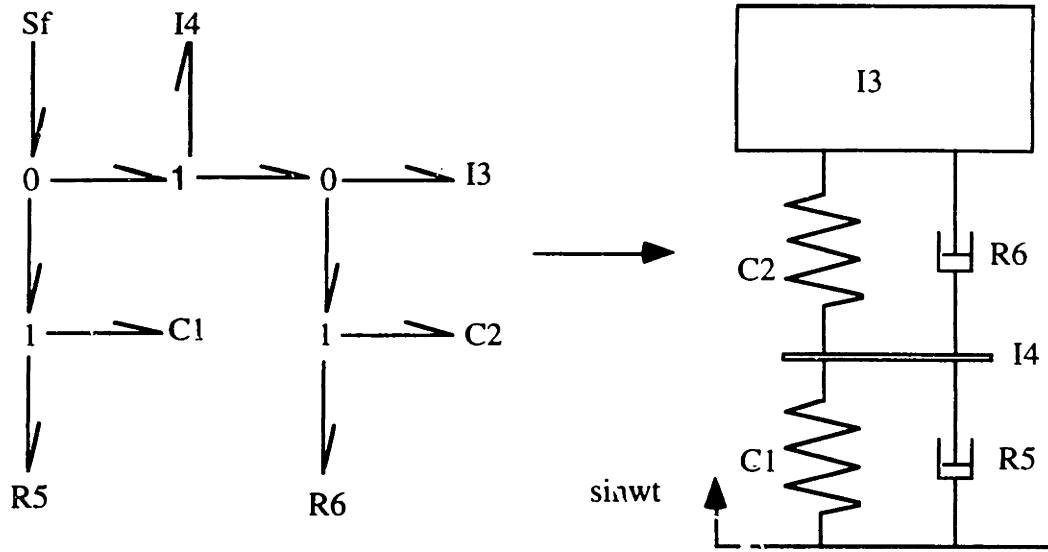 Sf I4
0 1 0 I3
1 C1 1 C2
R5 R6
I3
C2 R6
I4
C1 R5
sinwt